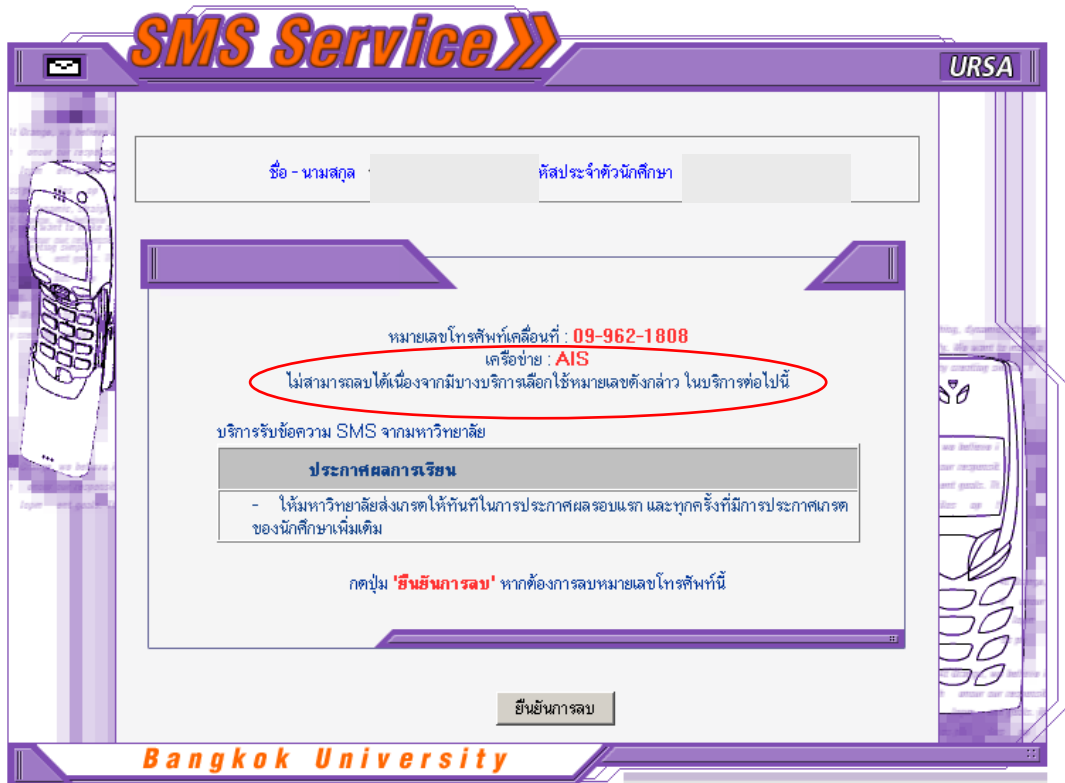 SMS Service
URSA
ชื่อ - นามสกุล หัสประจำตัวนักศึกษา
หมายเลขโทรศัพท์เคลื่อนที่ : 09-962-1808
เครือข่าย : AIS
ไม่สามารถลบได้เนื่องจากมีบางบริการเลือกใช้หมายเลขดังกล่าว ในบริการต่อไปนี้
บริการรับข้อความ SMS จากมหาวิทยาลัย
ประกาศผลการเรียน
- ให้มหาวิทยาลัยส่งเกรดให้ทันทีในการประกาศผลรอบแรก และทุกครั้งที่มีการประกาศเกรด
ของนักศึกษาเพิ่มเติม
กดปุ่ม 'ยืนยันการลบ' หากต้องการลบหมายเลขโทรศัพท์นี้
ยืนยันการลบ
Bangkok University